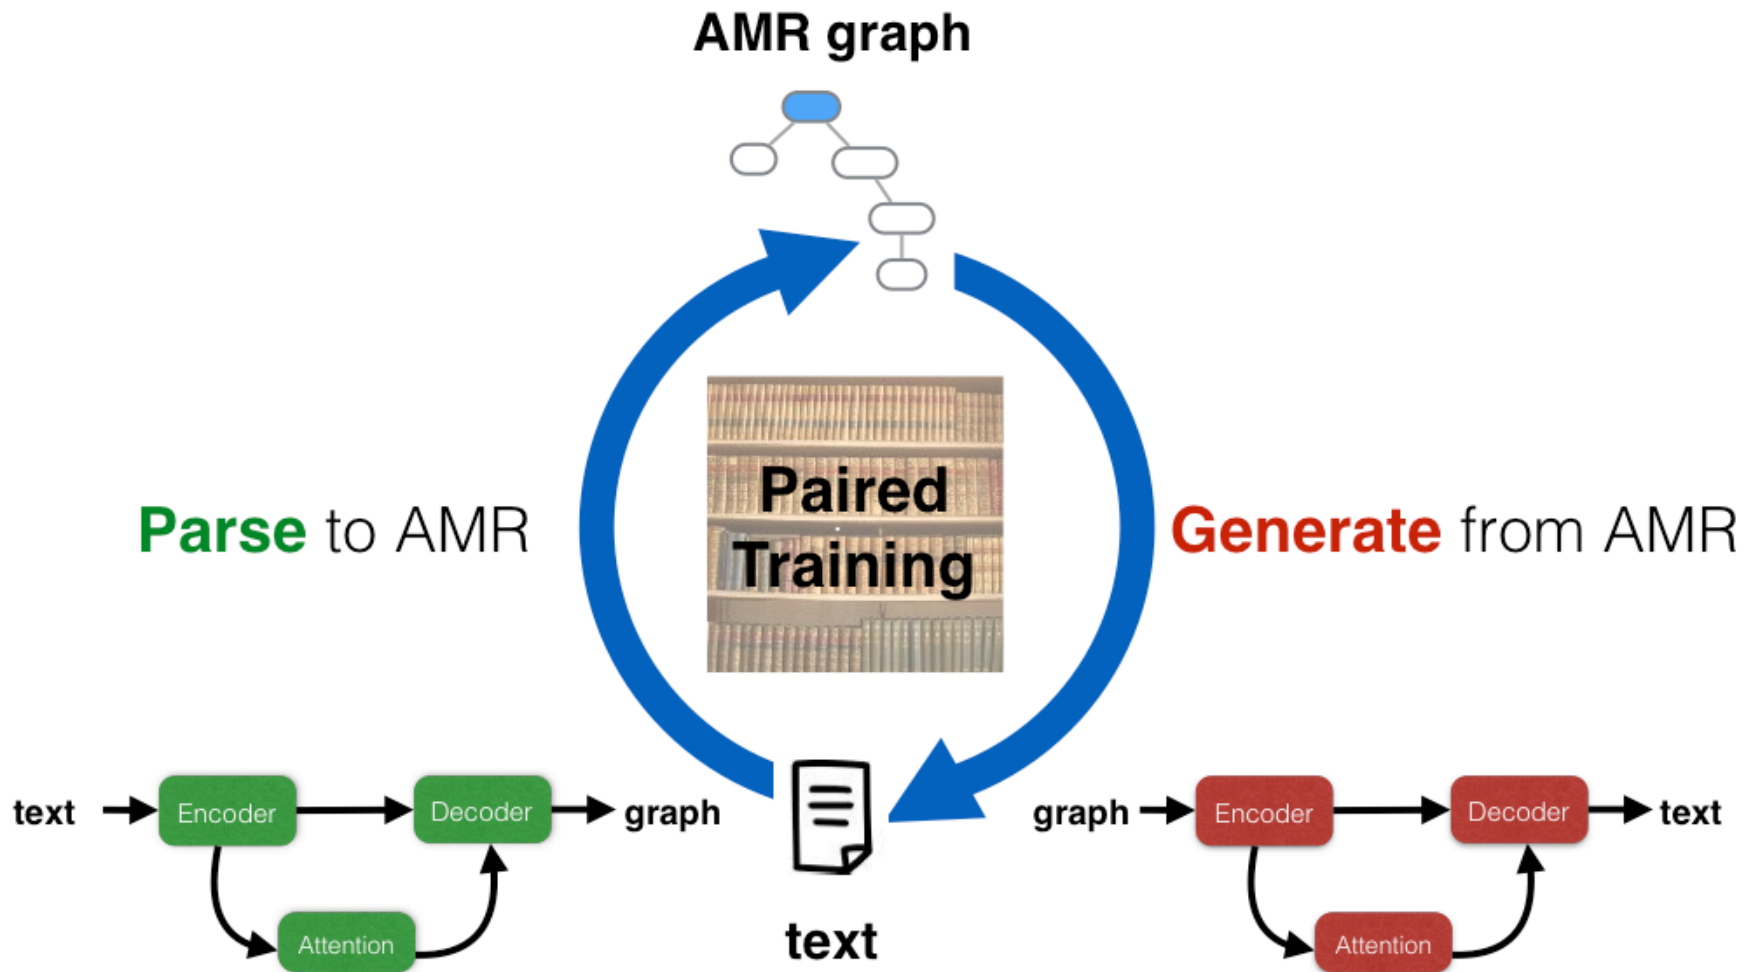 AMR graph
Paired
Training
Parse to AMR
Generate from AMR
text
Encoder
Decoder
graph
Attention
text
graph
Encoder
Decoder
text
Attention